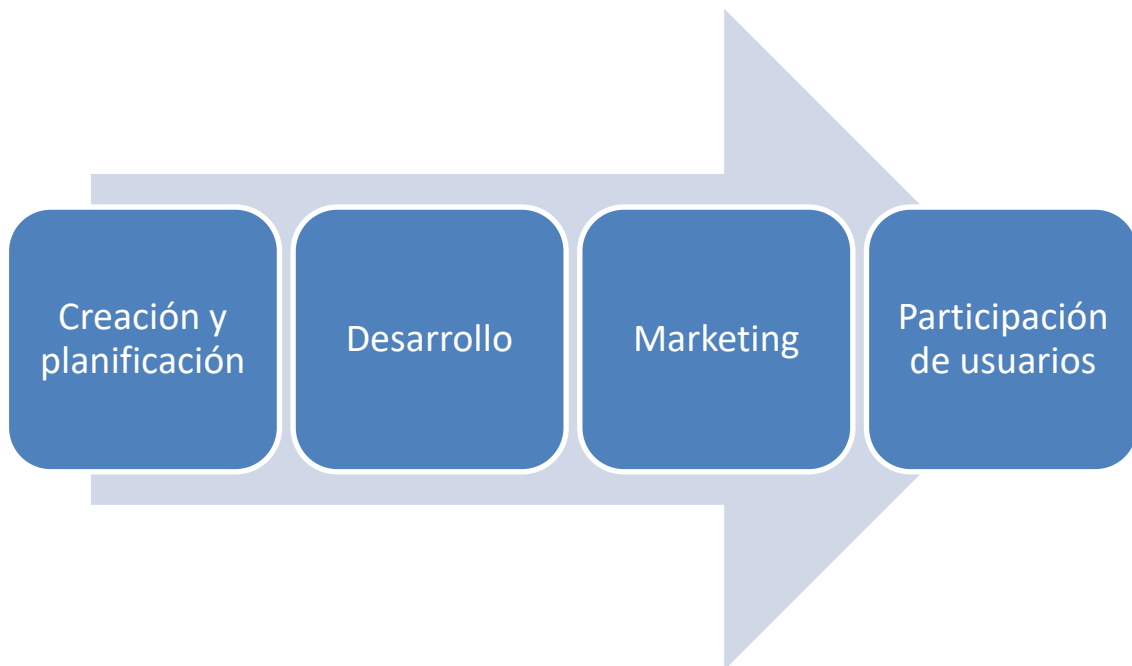 Creación y
planificación
Desarrollo
Marketing
Participación
de usuarios